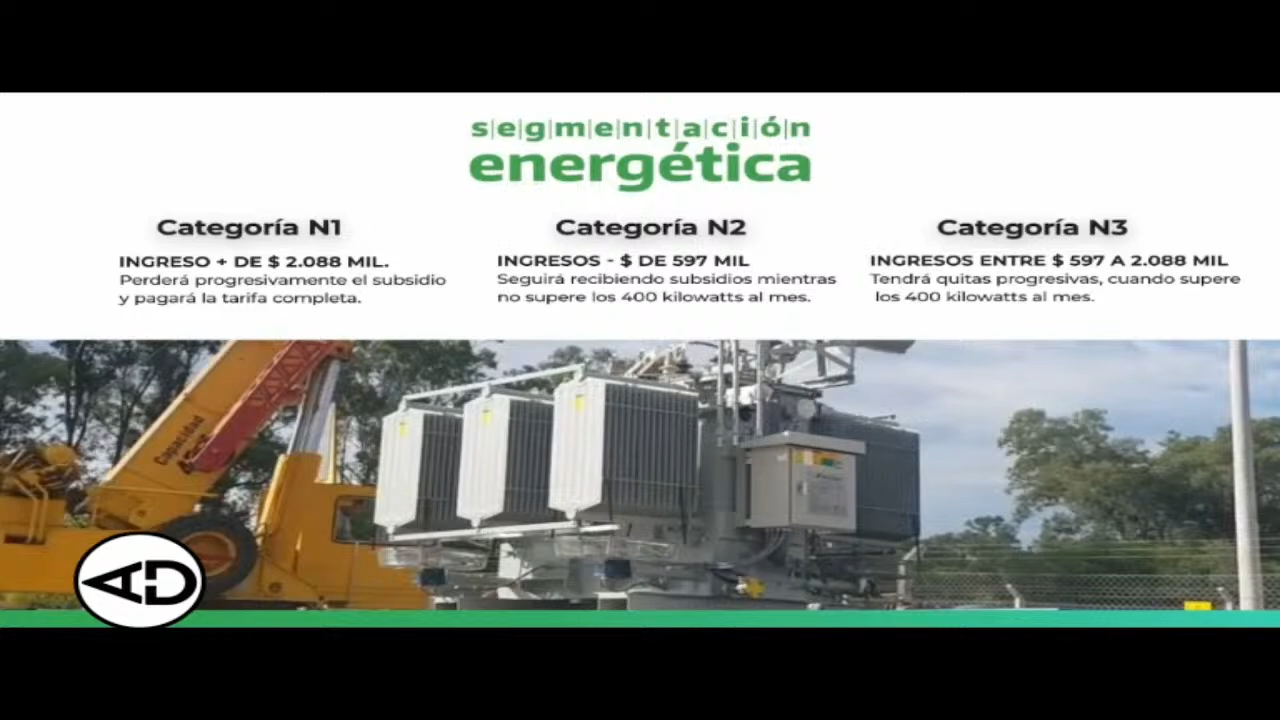 s|e|g|m|e|n|t|a|c|i|ó|n
energética
Categoría N1
INGRESO + DE $ 2.088 MIL.
Perderá progresivamente el subsidio
y pagará la tarifa completa.
Categoría N2
INGRESOS - $ DE 597 MIL
Seguirá recibiendo subsidios mientras
no supere los 400 kilowatts al mes.
Categoría N3
INGRESOS ENTRE $ 597 A 2.088 MIL
Tendrá quitas progresivas, cuando supere
los 400 kilowatts al mes.
Capacidad
AD